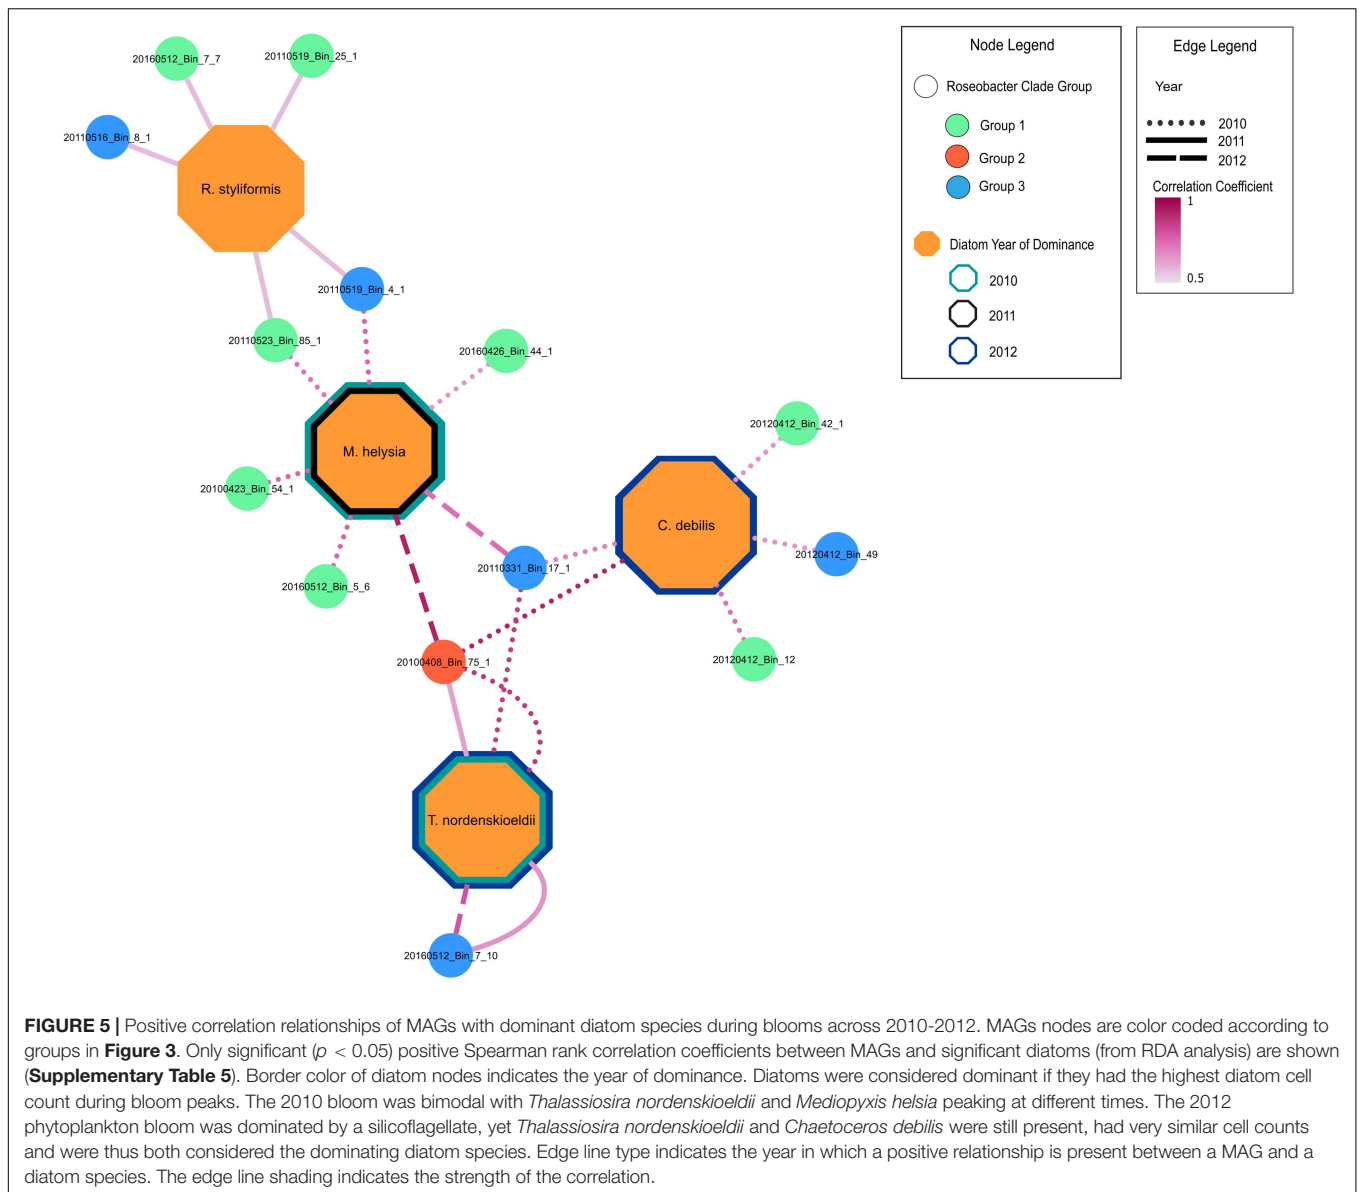 20160512_Bin_7_7
20110519_Bin_25_1
20110516_Bin_8_1
R. styliformis
20110519_Bin_4_1
20110523_Bin_85_1
20160426_Bin_44_1
M. helysia
20100423_Bin_54_1
20160512_Bin_5_6
20110331_Bin_17_1
20120412_Bin_42_1
C. debilis
20120412_Bin_49
20120412_Bin_12
20100408_Bin_75_1
T. nordenskioeldii
20160512_Bin_7_10
Node Legend
Roseobacter Clade Group
Group 1
Group 2
Group 3
Diatom Year of Dominance
2010
2011
2012
Edge Legend
Year
2010
2011
2012
Correlation Coefficient
1
0.5
FIGURE 5 | Positive correlation relationships of MAGs with dominant diatom species during blooms across 2010-2012. MAGs nodes are color coded according to
groups in Figure 3. Only significant (p < 0.05) positive Spearman rank correlation coefficients between MAGs and significant diatoms (from RDA analysis) are shown
(Supplementary Table 5). Border color of diatom nodes indicates the year of dominance. Diatoms were considered dominant if they had the highest diatom cell
count during bloom peaks. The 2010 bloom was bimodal with Thalassiosira nordenskioeldii and Mediopyxis helsia peaking at different times. The 2012
phytoplankton bloom was dominated by a silicoflagellate, yet Thalassiosira nordenskioeldii and Chaetoceros debilis were still present, had very similar cell counts
and were thus both considered the dominating diatom species. Edge line type indicates the year in which a positive relationship is present between a MAG and a
diatom species. The edge line shading indicates the strength of the correlation.